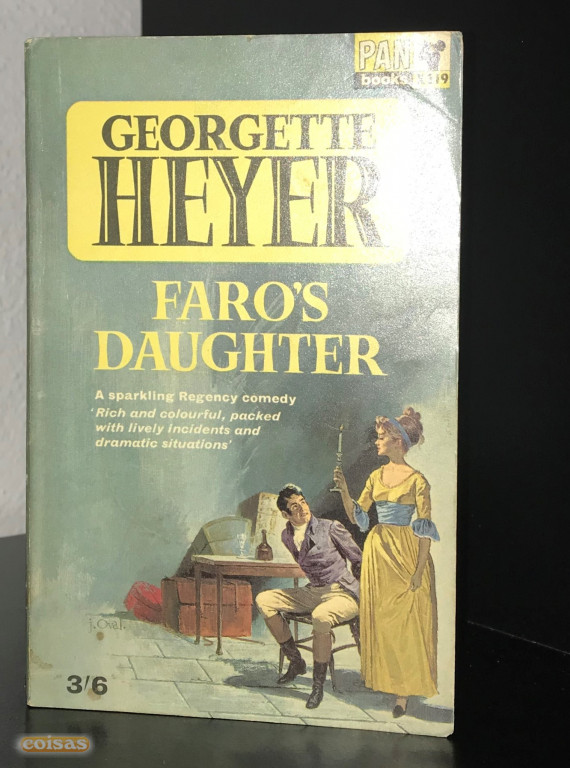 PAN
books X319
GEORGETTE
HEYER
FARO'S
DAUGHTER
A sparkling Regency comedy
'Rich and colourful, packed
with lively incidents and
dramatic situations'
3/6
coisas